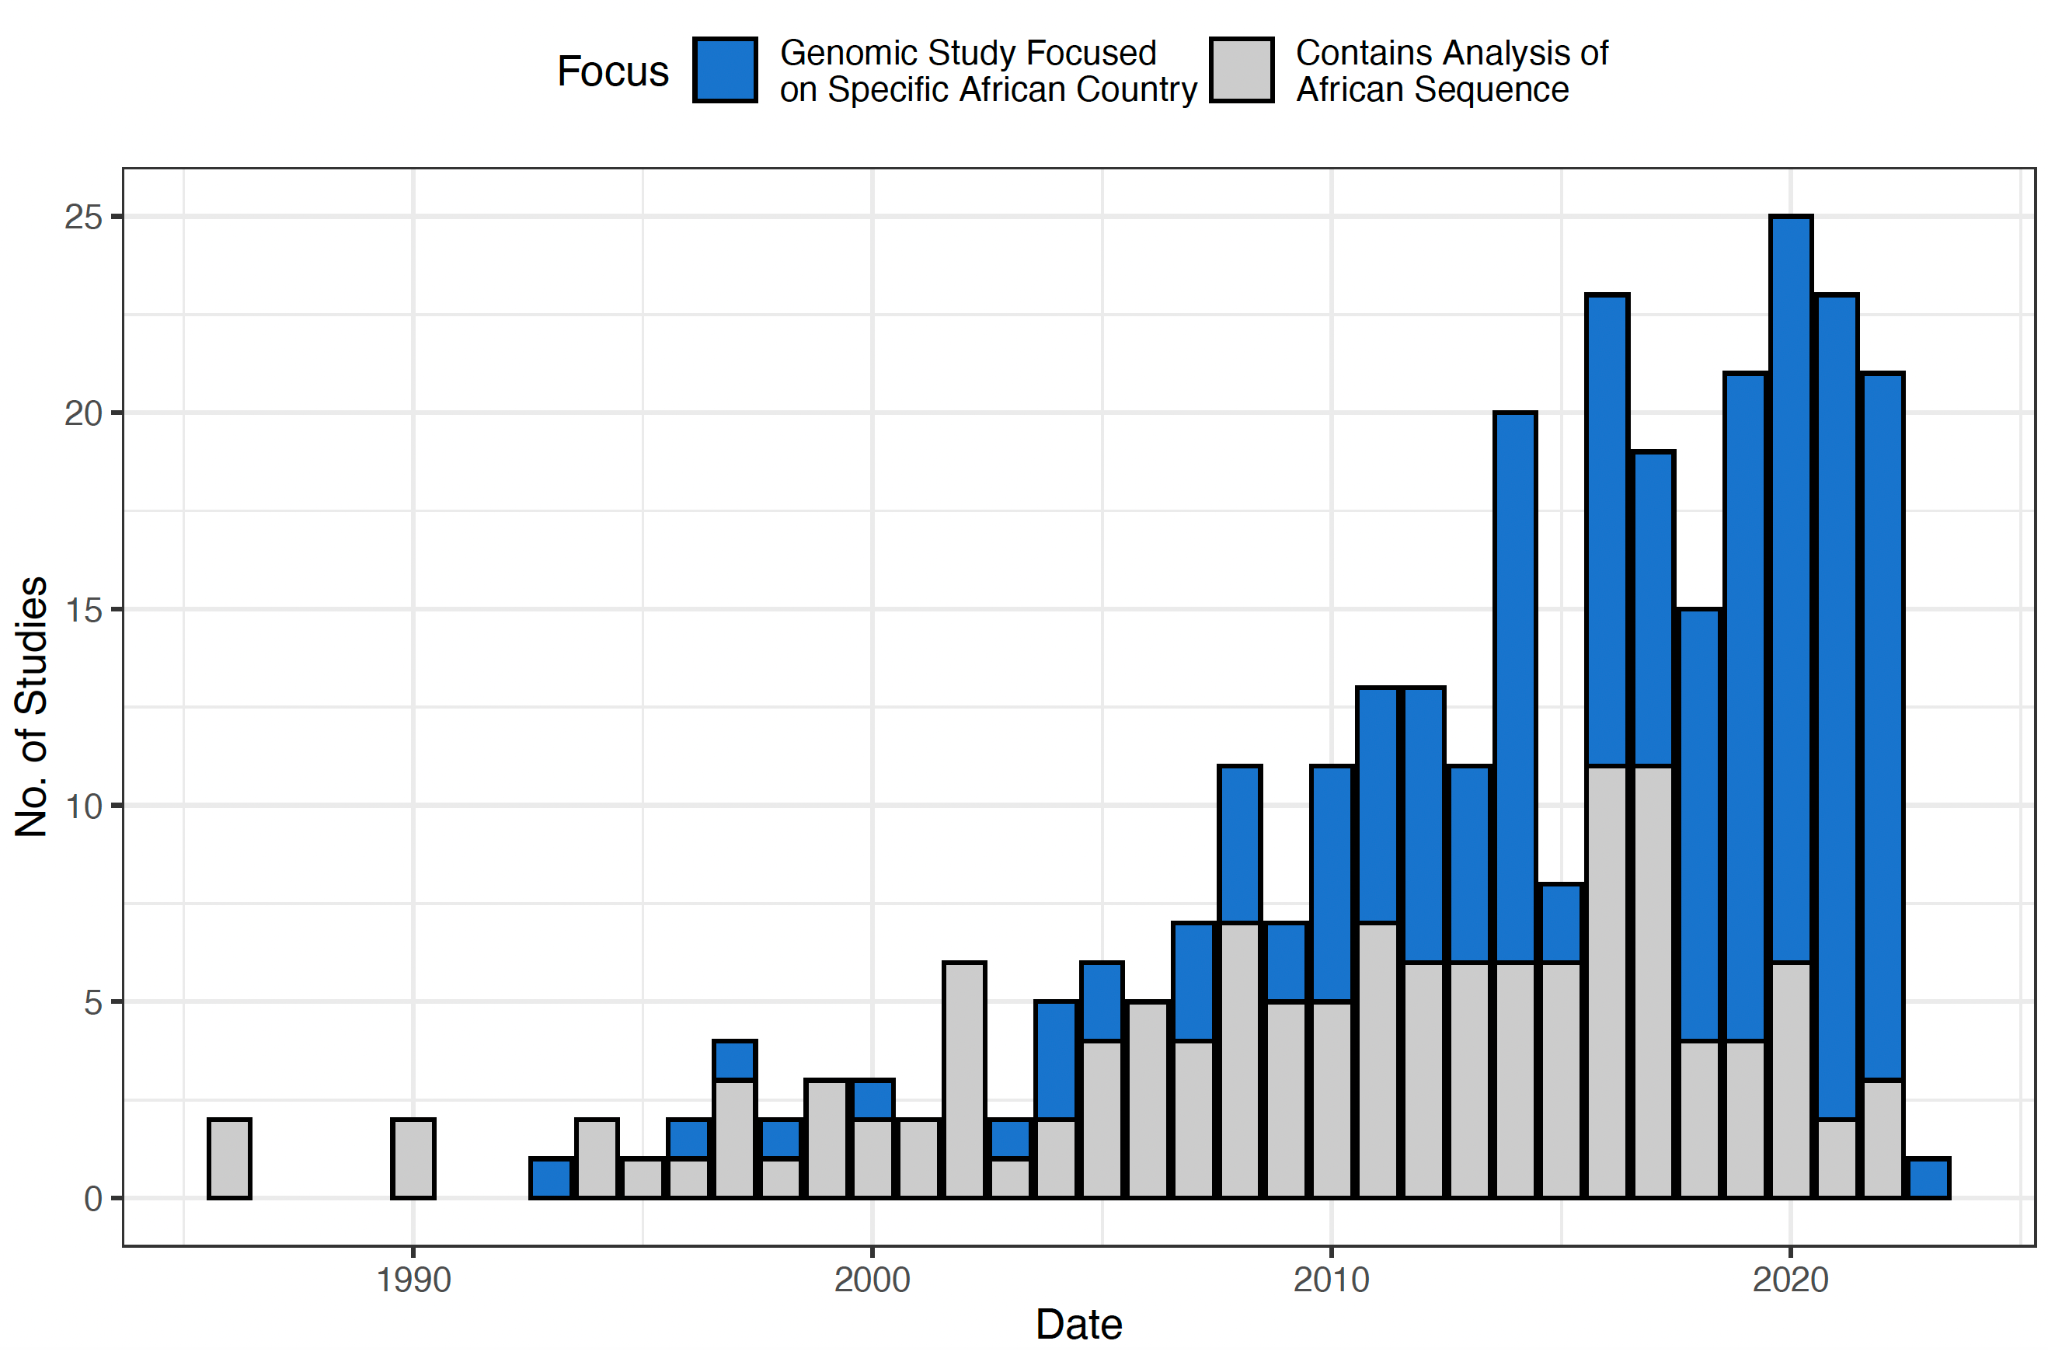 Focus
Genomic Study Focused
on Specific African Country
Contains Analysis of
African Sequence
25
20
15
10
5
0
No. of Studies
1990
2000
2010
2020
Date